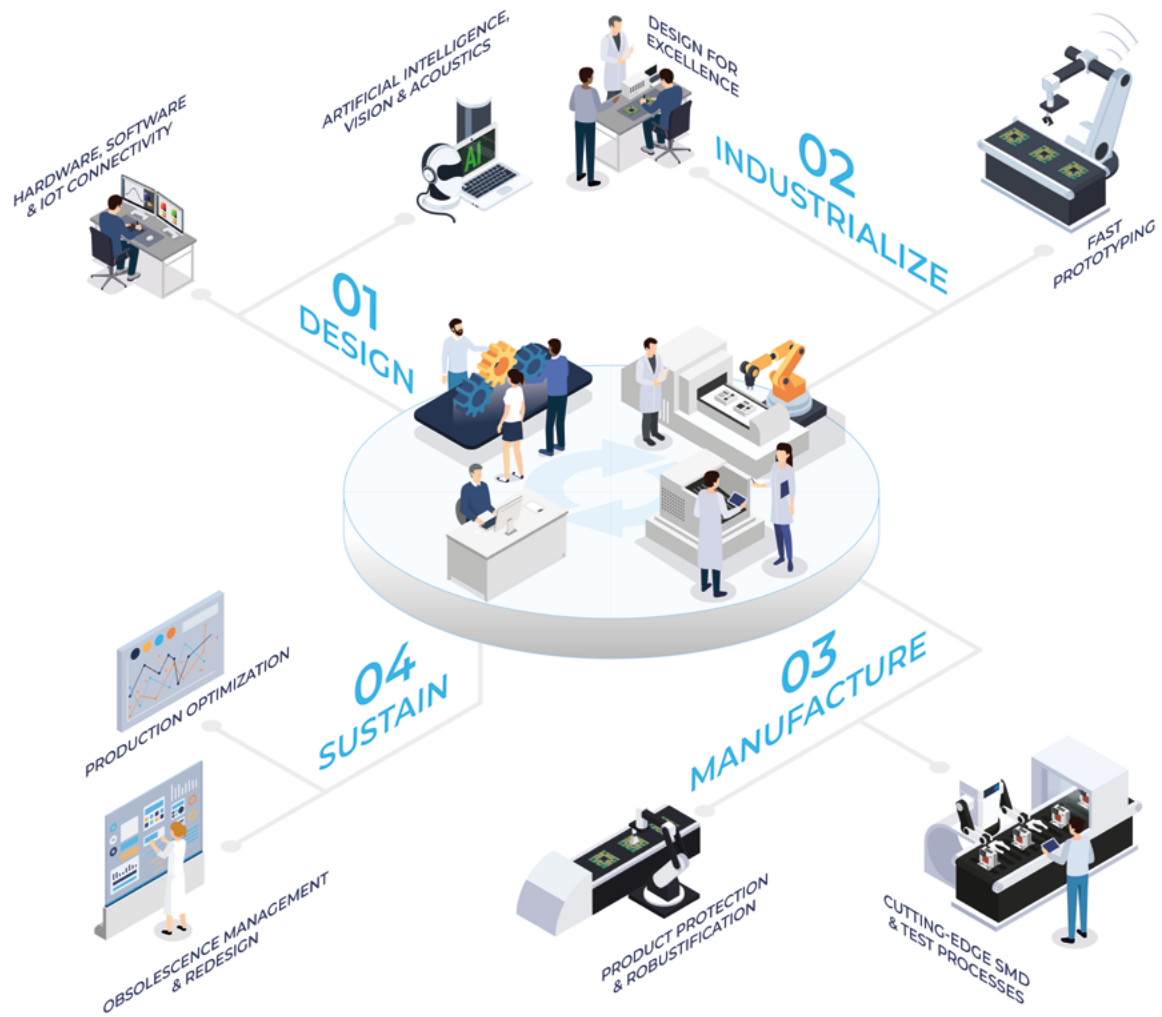 01
DESIGN
HARDWARE, SOFTWARE
& IOT CONNECTIVITY
ARTIFICIAL INTELLIGENCE,
VISION & ACOUSTICS
AI
02
INDUSTRIALIZE
DESIGN FOR
EXCELLENCE
FAST
PROTOTYPING
03
MANUFACTURE
PRODUCT PROTECTION
& ROBUSTIFICATION
CUTTING-EDGE SMD
& TEST PROCESSES
04
SUSTAIN
PRODUCTION OPTIMIZATION
OBSOLESCENCE MANAGEMENT
& REDESIGN